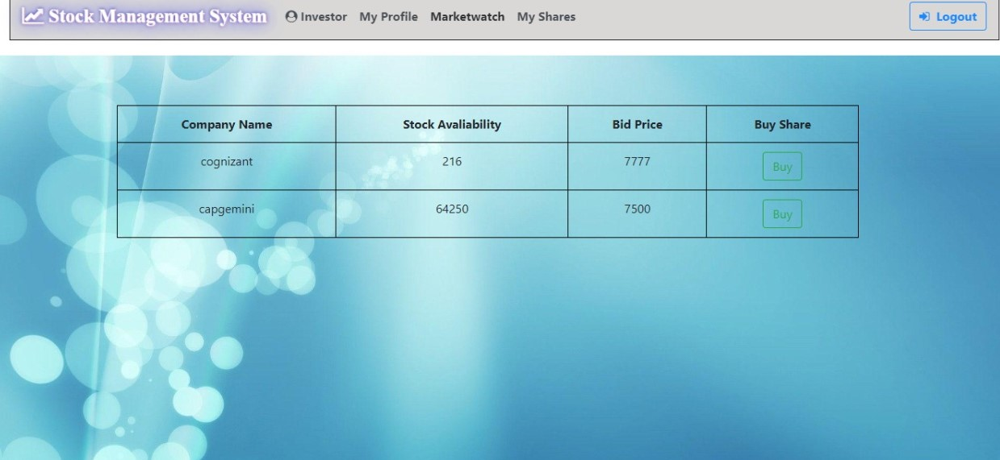 Stock Management System Investor My Profile Marketwatch My Shares Logout
Company Name Stock Avaliability Bid Price Buy Share
cognizant 216 7777 Buy
capgemini 64250 7500 Buy